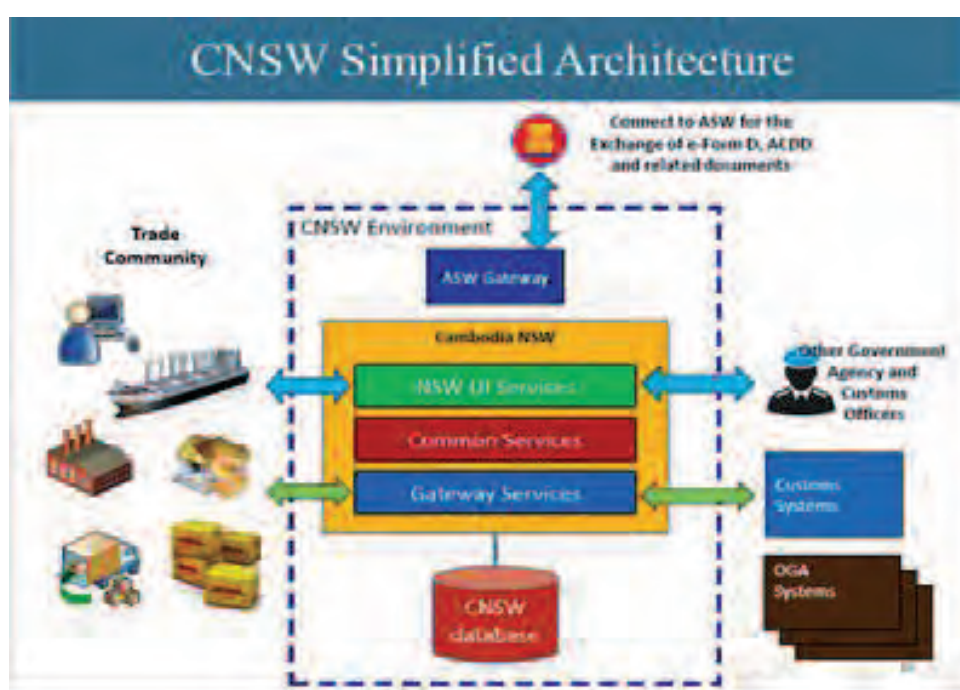 CNSW Simplified Architecture
Connect to ASW for the
Exchange of e-Form D, ACDD
and related documents
CNSW Environment
Trade
Community
ASW Gateway
Cambodia NSW
NSW UI Services
Common Services
Gateway Services
CNSW
database
Other Government
Agency and
Customs
Officers
Customs
Systems
OGA
Systems